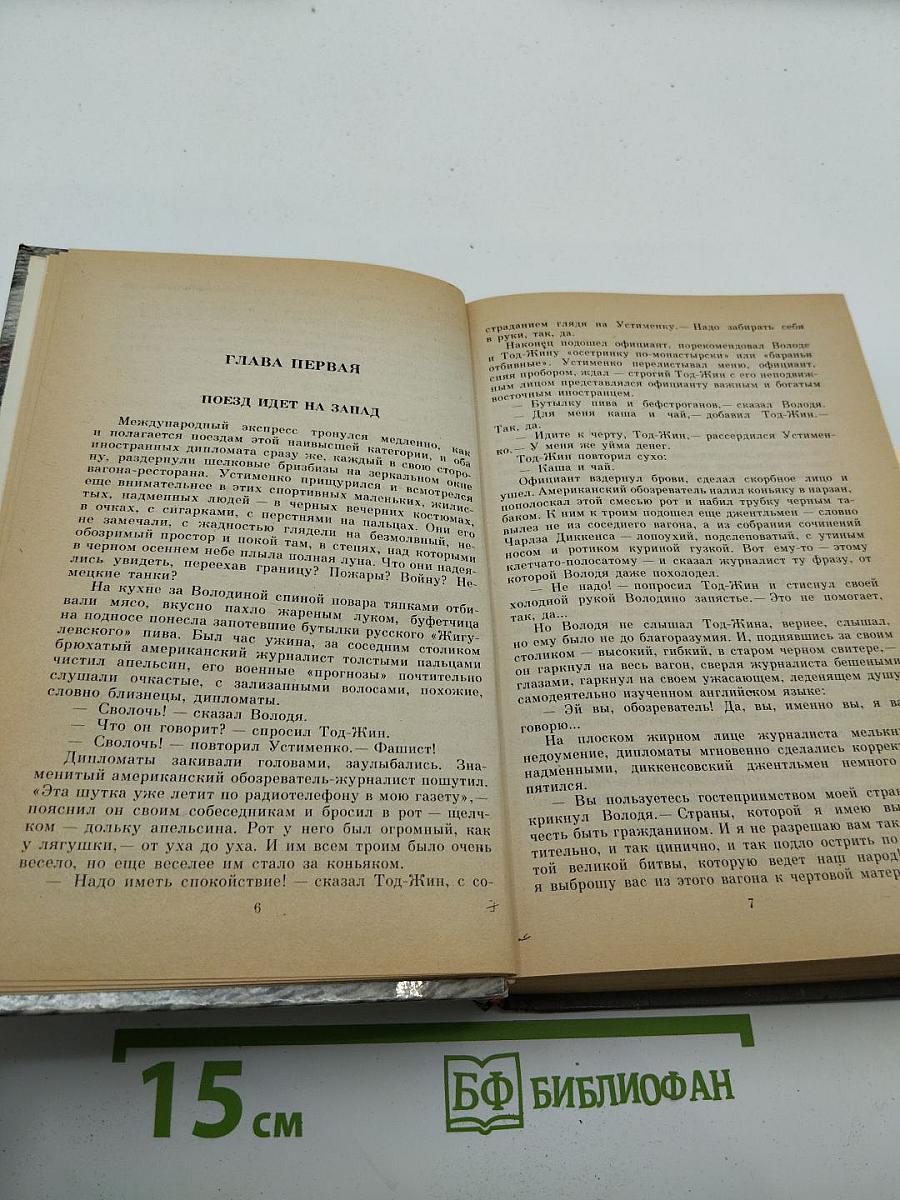 ГЛАВА ПЕРВАЯ
ПОЕЗД ИДЕТ НА ЗАПАД
Международный экспресс тронулся медленно, как
и полагается поездам этой наивысшей категории, и оба
иностранных дипломата сразу же, каждый в свою сторо-
ну, раздернули шелковые бризбизы на зеркальном окне
вагона-ресторана. Устименко прищурился и всмотрелся
еще внимательнее в этих спортивных маленьких, жилис-
тых, надменных людей — в черных вечерних костюмах,
в очках, с сигарками, с перстнями на пальцах. Они его
не замечали, с жадностью глядели на безмолвный, не-
обозримый простор и покой там, в степях, над которыми
в черном осеннем небе плыла полная луна. Что они надея-
лись увидеть, переехав границу? Пожары? Войну? Не-
мецкие танки?
На кухне за Володиной спиной повара тяпками отби-
вали мясо, вкусно пахло жареным луком, буфетчица
на подносе понесла запотевшие бутылки русского «Жигу-
левского» пива. Был час ужина, за соседним столиком
брюхатый американский журналист толстыми пальцами
чистил апельсин, его военные «прогнозы» почтительно
слушали очкастые, с зализанными волосами, похожие,
словно близнецы, дипломаты.
— Сволочь! — сказал Володя.
— Что он говорит? — спросил Тод-Жин.
— Сволочь! — повторил Устименко.— Фашист!
Дипломаты закивали головами, заулыбались. Зна-
менитый американский обозреватель-журналист пошутил.
«Эта шутка уже летит по радиотелефону в мою газету»,—
пояснил он своим собеседникам и бросил в рот — щелч-
ком — дольку апельсина. Рот у него был огромный, как
у лягушки,— от уха до уха. И им всем троим было очень
весело, но еще веселее им стало за коньяком.
— Надо иметь спокойствие! — сказал Тод-Жин, с со-
6
страданием глядя на Устименку.— Надо забирать себя
в руки, так, да.
Наконец подошел официант, порекомендовал Володе
и Тод-Жину «осетринку по-монастырски» или «бараньи
отбивные». Устименко перелистывал меню, официант,
сияя пробором, ждал — строгий Тод-Жин с его неподвиж-
ным лицом представлялся официанту важным и богатым
восточным иностранцем.
— Бутылку пива и бефстроганов,— сказал Володя.
— Для меня каша и чай,— добавил Тод-Жин.—
Так, да.
— Идите к черту, Тод-Жин,— рассердился Устимен-
ко.— У меня же уйма денег.
Тод-Жин повторил сухо:
— Каша и чай.
Официант вздернул брови, сделал скорбное лицо и
ушел. Американский обозреватель налил коньяку в нарзан,
пополоскал этой смесью рот и набил трубку черным та-
баком. К ним к троим подошел еще джентльмен — словно
вылез не из соседнего вагона, а из собрания сочинений
Чарлза Диккенса — лопоухий, подслеповатый, с утиным
носом и ротиком куриной гузкой. Вот ему-то — этому
клетчато-полосатому — и сказал журналист ту фразу, от
которой Володя даже похолодел.
— Не надо! — попросил Тод-Жин и стиснул своей
холодной рукой Володино запястье.— Это не помогает,
так, да...
Но Володя не слышал Тод-Жина, вернее, слышал,
но ему было не до благоразумия. И, поднявшись за своим
столиком — высокий, гибкий, в старом черном свитере,—
он гаркнул на весь вагон, сверля журналиста бешеными
глазами, гаркнул на своем ужасающем, леденящем душу
самодеятельно изученном английском языке:
— Эй вы, обозреватель! Да, вы, именно вы, я ва
говорю...
На плоском жирном лице журналиста мелькн
недоумение, дипломаты мгновенно сделались коррект
надменными, диккенсовский джентльмен немного
пятился.
— Вы пользуетесь гостеприимством моей стран
крикнул Володя.— Страны, которой я имею вы
честь быть гражданином. И я не разрешаю вам так
тительно, и так цинично, и так подло острить по
той великой битвы, которую ведет наш народ!
я выброшу вас из этого вагона к чертовой матер
7
15 см
БФ БИБЛИОФАН